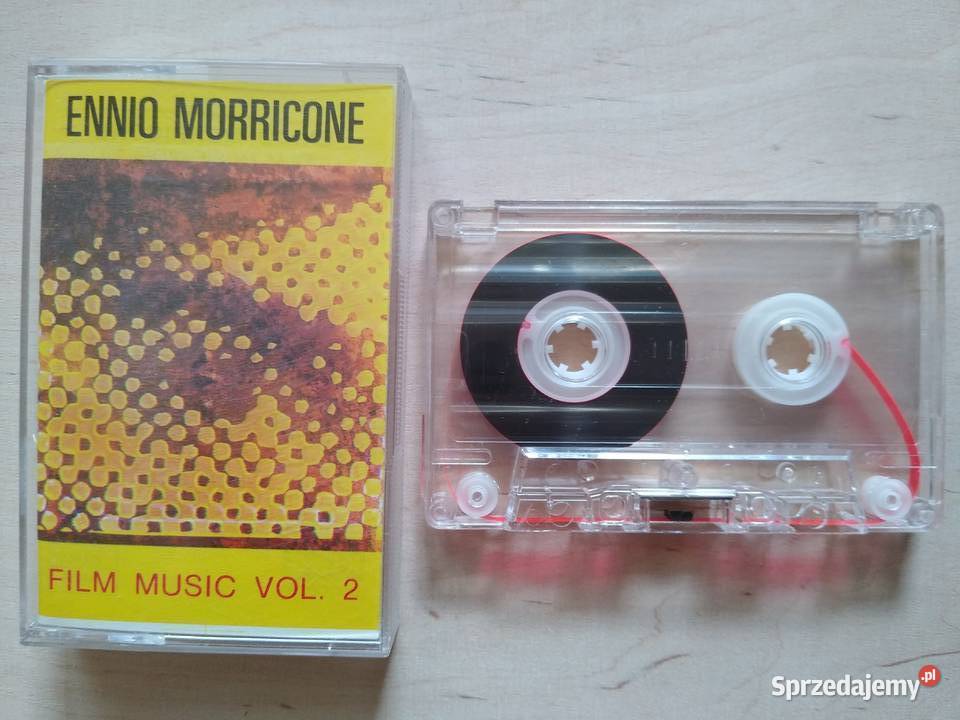 ENNIO MORRICONE
FILM MUSIC VOL. 2
Sprzedajemy.pl